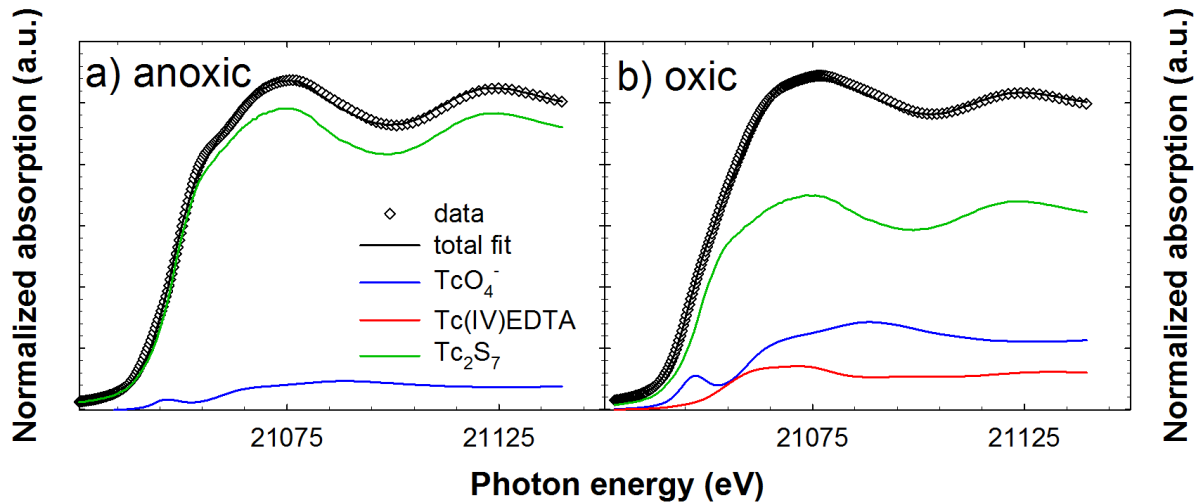 Normalized absorption (a.u.)
a) anoxic
data
total fit
TcO₄⁻
Tc(IV)EDTA
Tc₂S₇
b) oxic
Normalized absorption (a.u.)
21075
21125
21075
21125
Photon energy (eV)